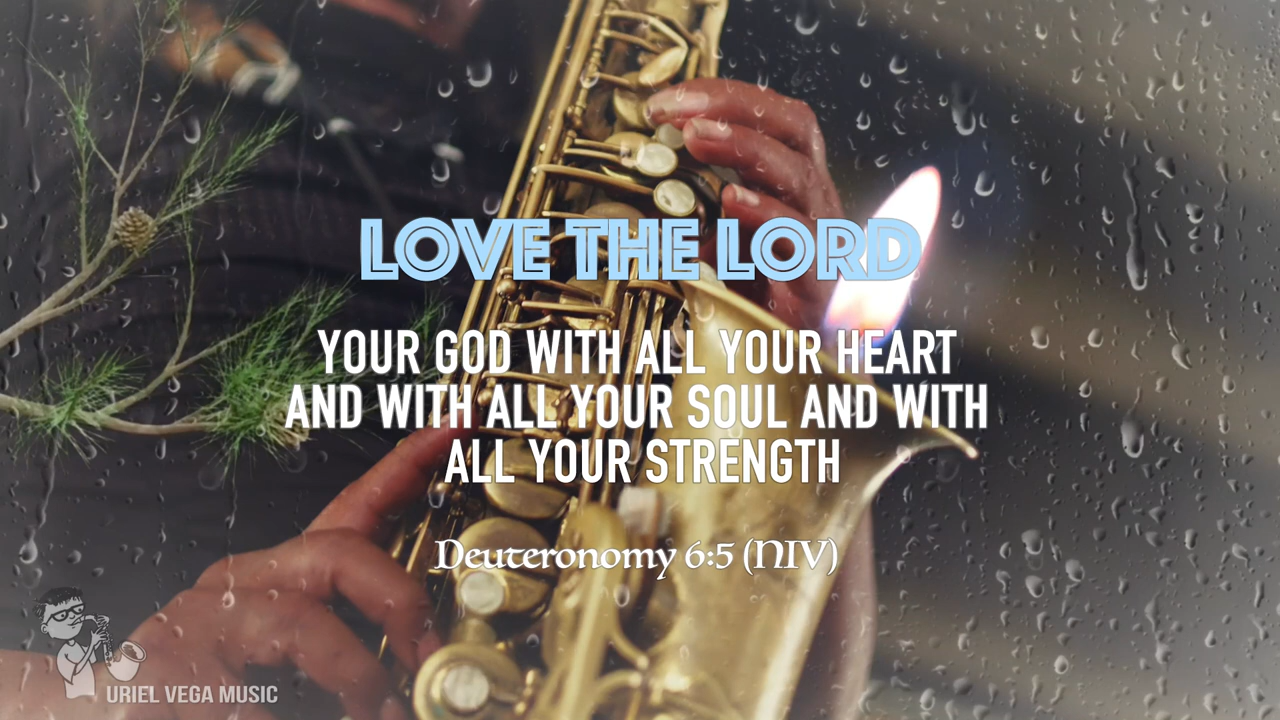 LOVE THE LORD
YOUR GOD WITH ALL YOUR HEART
AND WITH ALL YOUR SOUL AND WITH
ALL YOUR STRENGTH
Deuteronomy 6:5 (NIV)
URIEL VEGA MUSIC